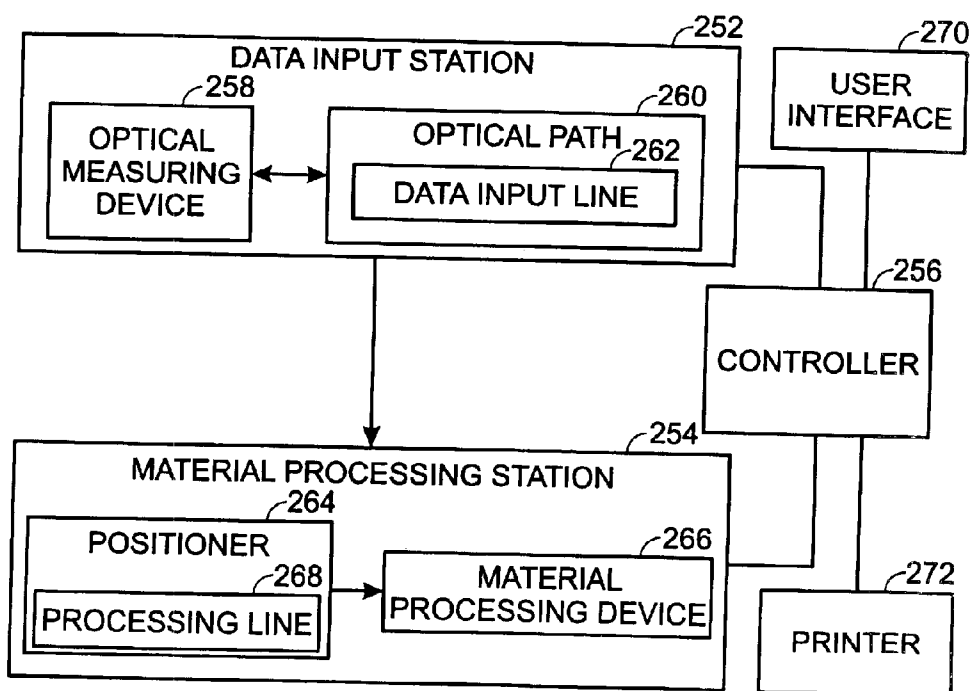 252
DATA INPUT STATION
258
OPTICAL
MEASURING
DEVICE
260
OPTICAL PATH
262
DATA INPUT LINE
270
USER
INTERFACE
256
CONTROLLER
254
MATERIAL PROCESSING STATION
264
POSITIONER
268
PROCESSING LINE
266
MATERIAL
PROCESSING DEVICE
272
PRINTER